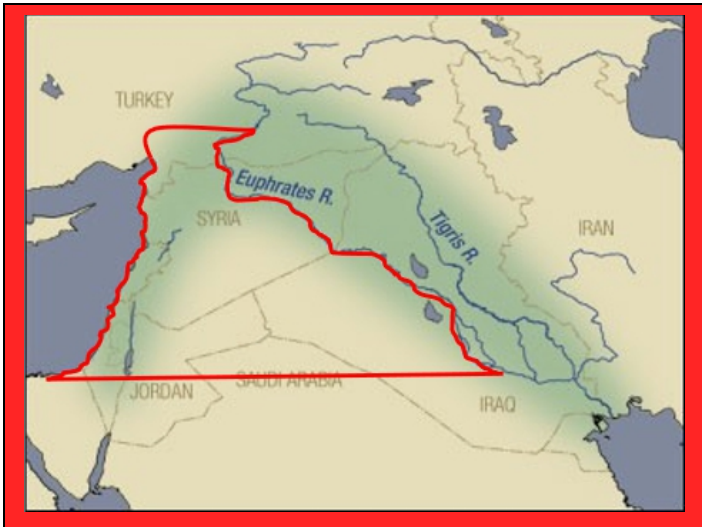 TURKEY
Euphrates R.
SYRIA
Tigris R.
IRAN
SAUDI ARABIA
JORDAN
IRAQ